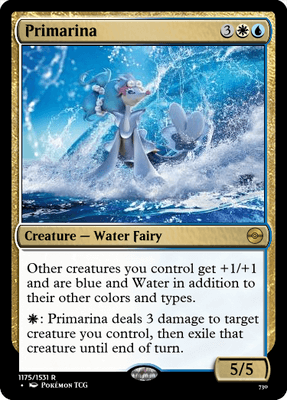 Primarina 3
Creature — Water Fairy
Other creatures you control get +1/+1
and are blue and Water in addition to
their other colors and types.
: Primarina deals 3 damage to target
creature you control, then exile that
creature until end of turn.
5/5
1175/1531 R
• Pokémon TCG